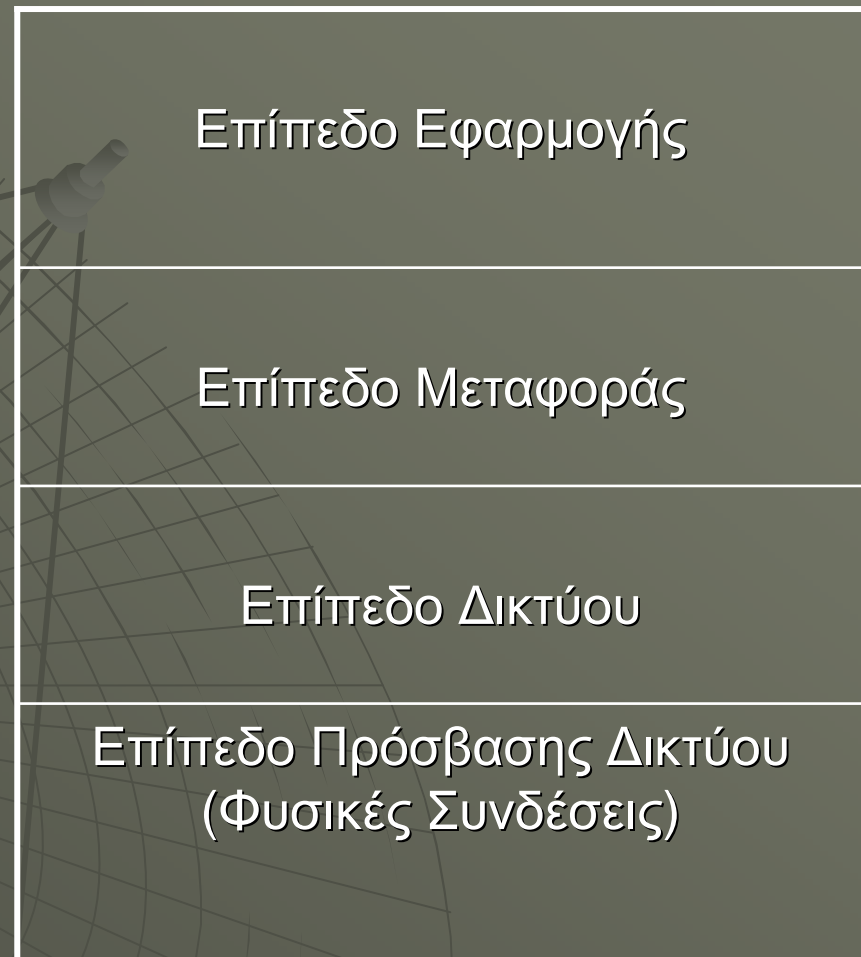 Επίπεδο Εφαρμογής
Επίπεδο Μεταφοράς
Επίπεδο Δικτύου
Επίπεδο Πρόσβασης Δικτύου
(Φυσικές Συνδέσεις)